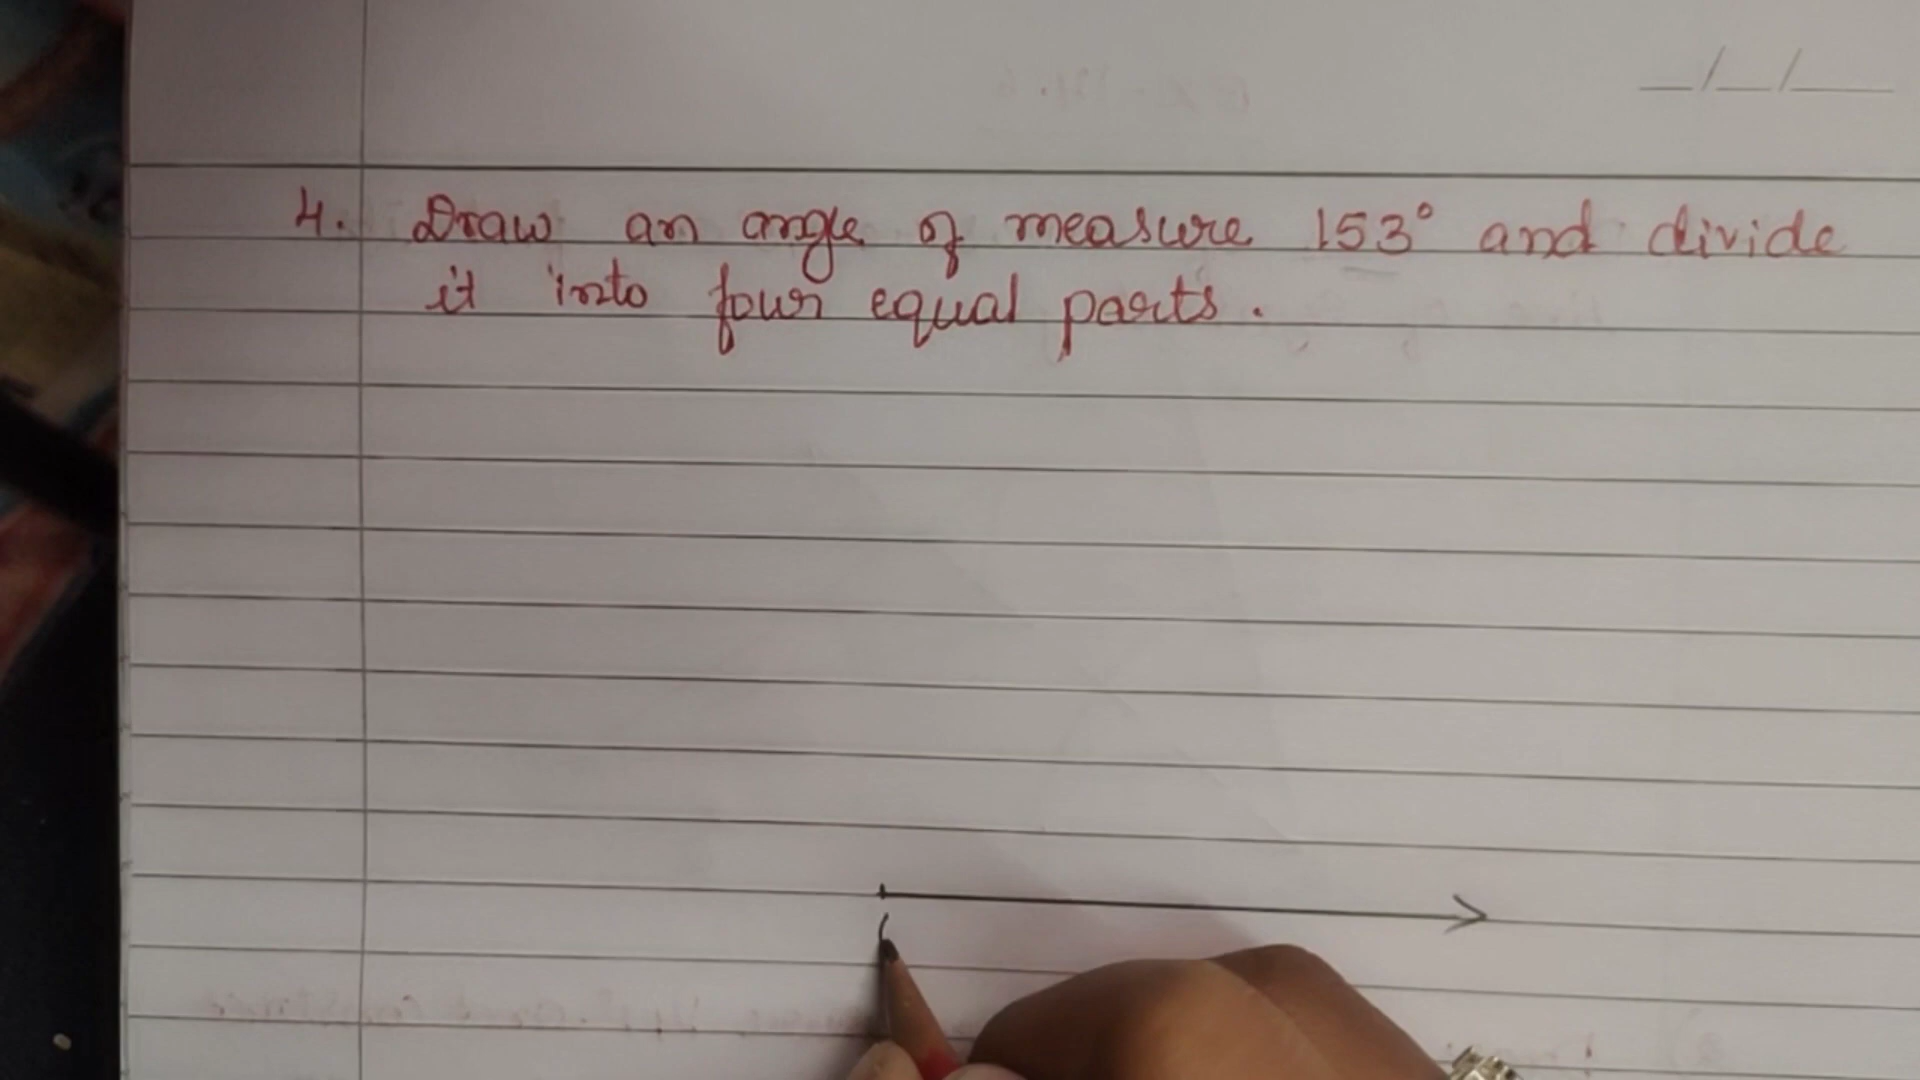 4. Draw an angle of measure 153° and divide
it into four equal parts.